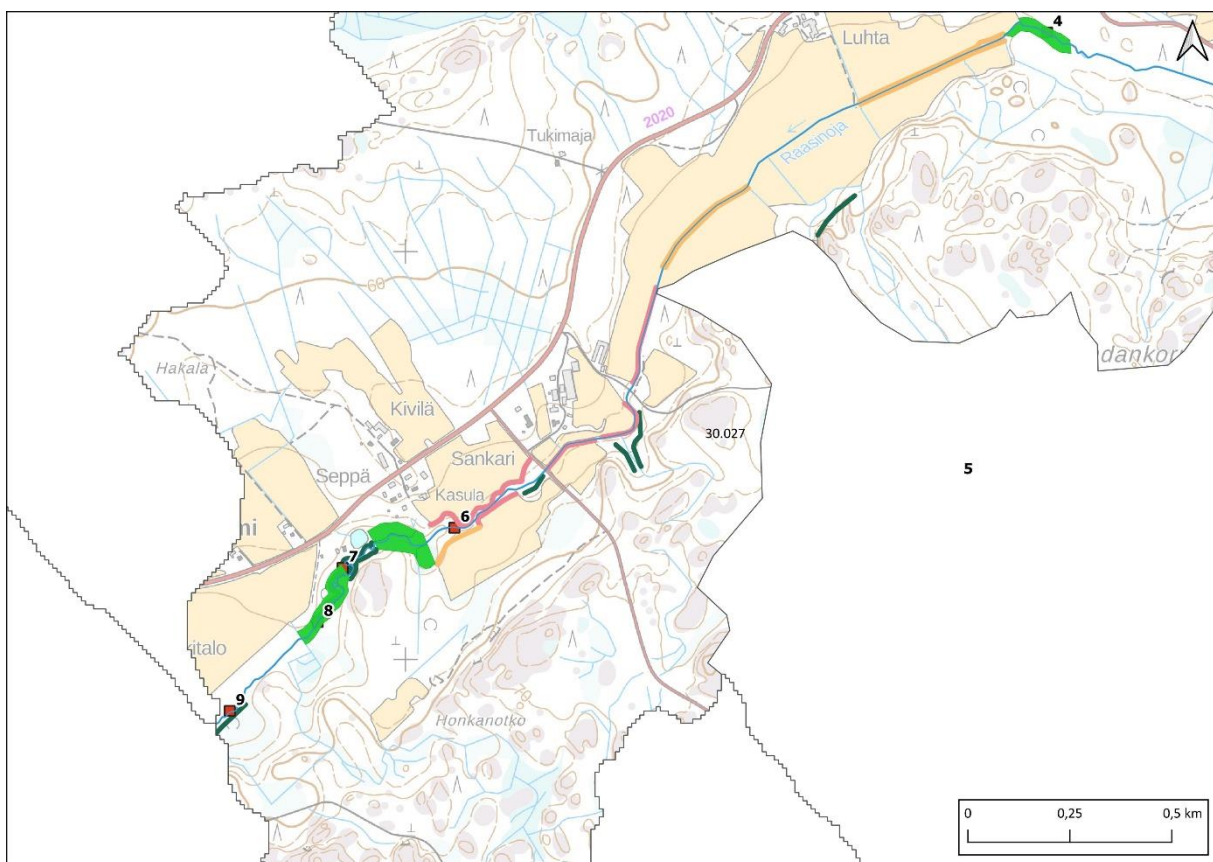 4
Luhta
2020
Tukimaja
Raasinoja
60
dankor
Hakala
Kivilä
30.027
Sankari
5
Seppä
Kasula
6
ni
7
8
italo
9
Honkanotko
0
0,25
0,5 km